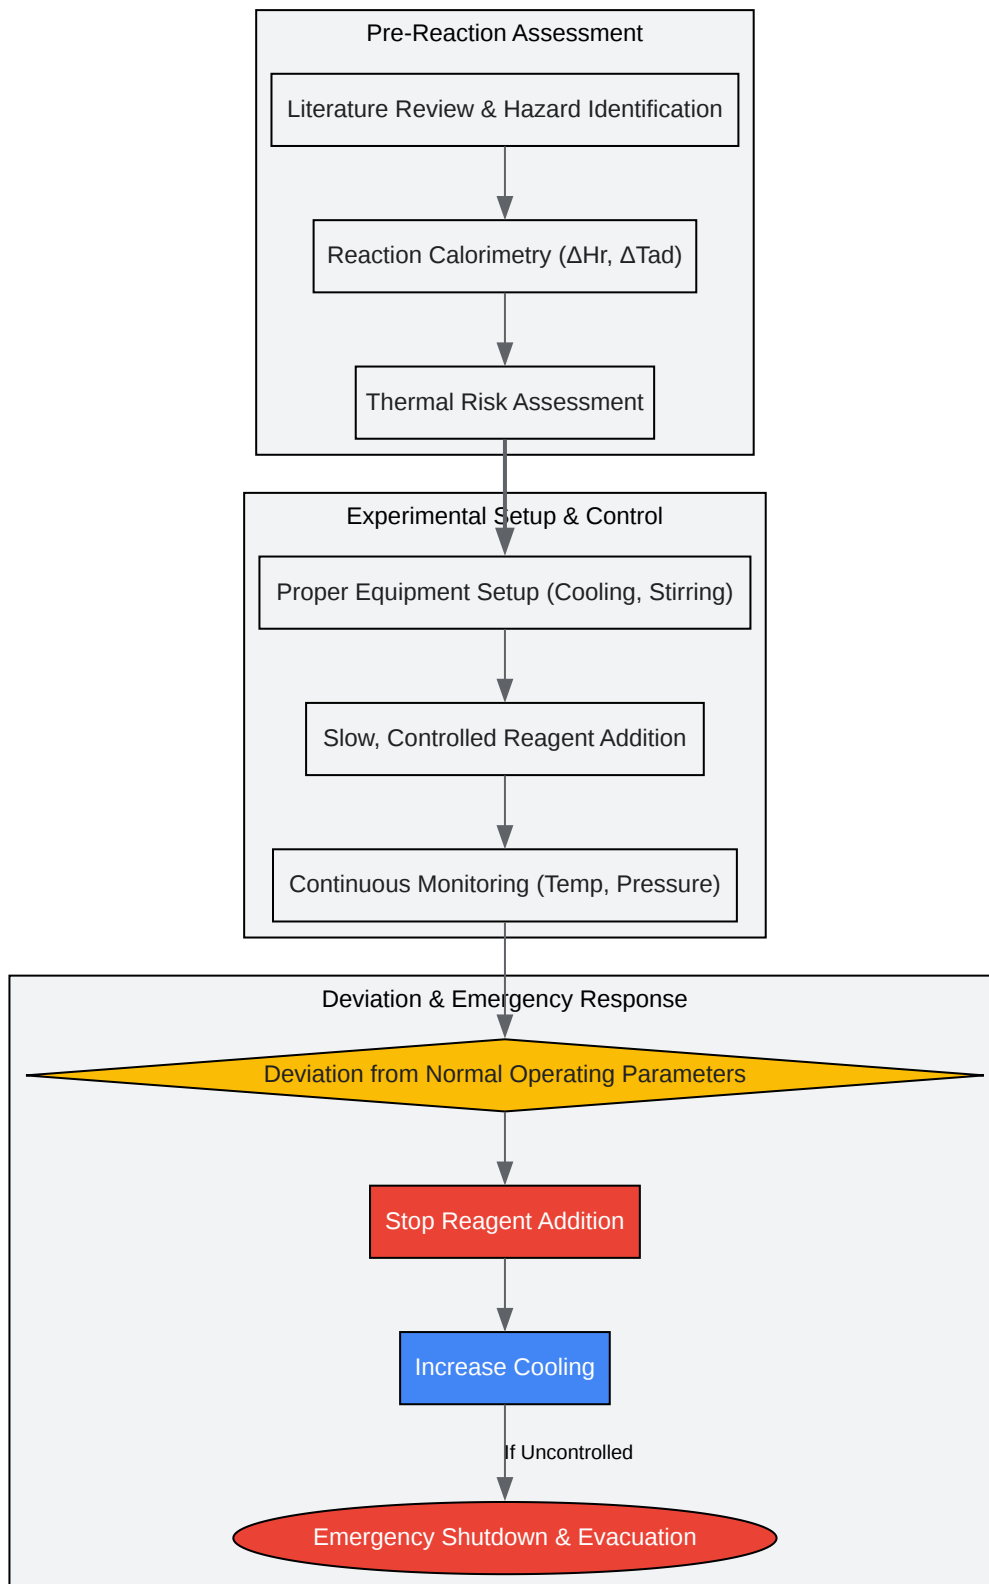 Pre-Reaction Assessment
Literature Review & Hazard Identification
Reaction Calorimetry (ΔHr, ΔTad)
Thermal Risk Assessment
Experimental Setup & Control
Proper Equipment Setup (Cooling, Stirring)
Slow, Controlled Reagent Addition
Continuous Monitoring (Temp, Pressure)
Deviation & Emergency Response
Deviation from Normal Operating Parameters
Stop Reagent Addition
Increase Cooling
If Uncontrolled
Emergency Shutdown & Evacuation